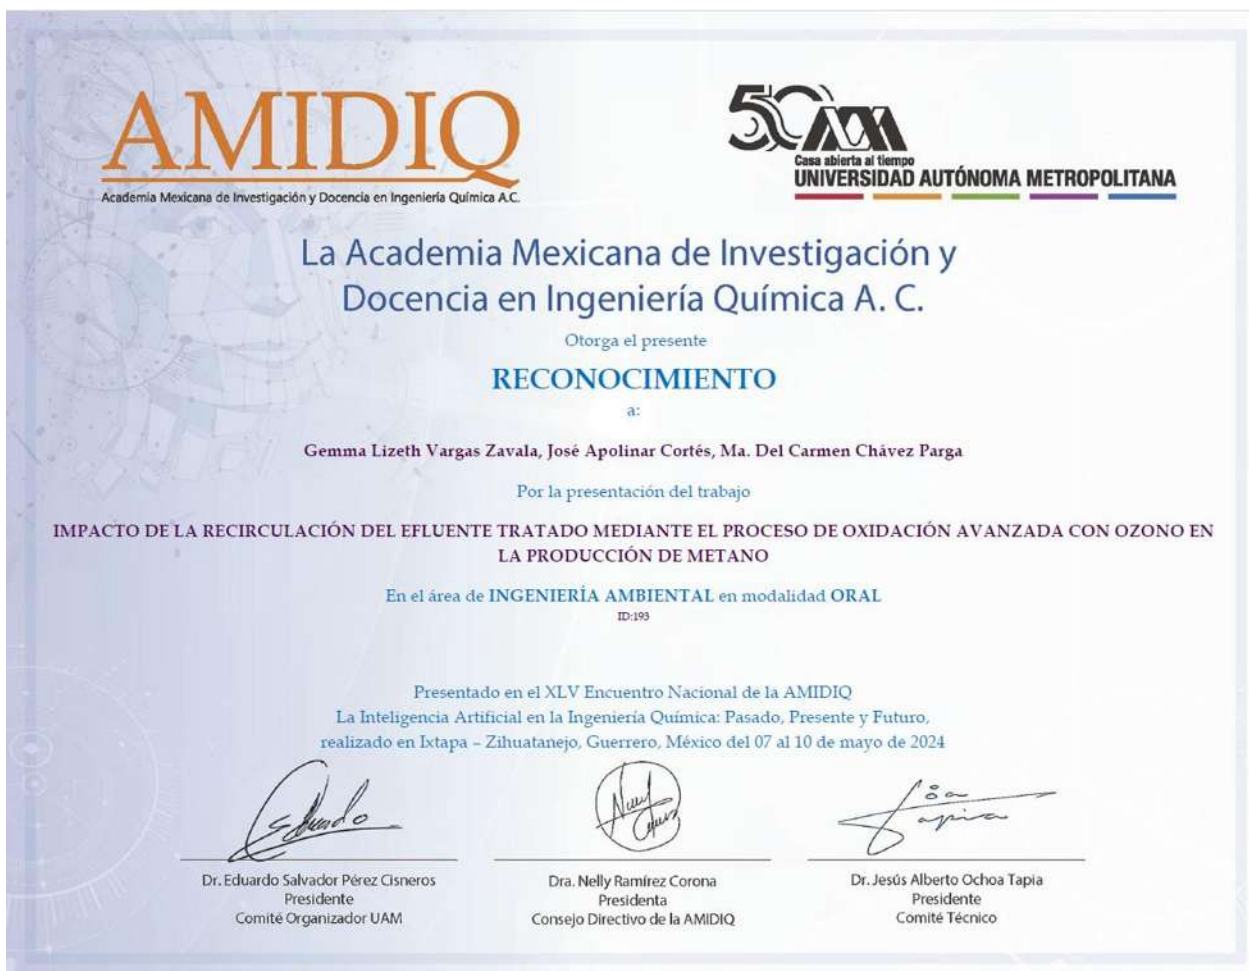 AMIDIQ
Academia Mexicana de Investigación y Docencia en Ingeniería Química A.C.
50
Casa abierta al tiempo
UNIVERSIDAD AUTÓNOMA METROPOLITANA
La Academia Mexicana de Investigación y
Docencia en Ingeniería Química A. C.
Otorga el presente
RECONOCIMIENTO
a:
Gemma Lizeth Vargas Zavala, José Apolinar Cortés, Ma. Del Carmen Chávez Parga
Por la presentación del trabajo
IMPACTO DE LA RECIRCULACIÓN DEL EFLUENTE TRATADO MEDIANTE EL PROCESO DE OXIDACIÓN AVANZADA CON OZONO EN
LA PRODUCCIÓN DE METANO
En el área de INGENIERÍA AMBIENTAL en modalidad ORAL
ID:193
Presentado en el XLV Encuentro Nacional de la AMIDIQ
La Inteligencia Artificial en la Ingeniería Química: Pasado, Presente y Futuro,
realizado en Ixtapa – Zihuatanejo, Guerrero, México del 07 al 10 de mayo de 2024
Dr. Eduardo Salvador Pérez Cisneros
Presidente
Comité Organizador UAM
Dra. Nelly Ramírez Corona
Presidenta
Consejo Directivo de la AMIDIQ
Dr. Jesús Alberto Ochoa Tapia
Presidente
Comité Técnico